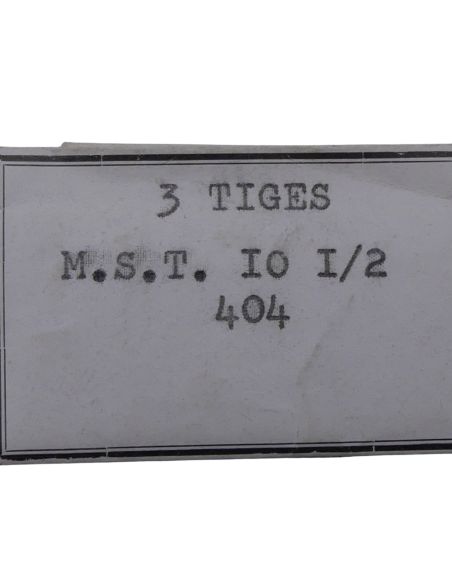 3 TIGES
M.S.T. IO I/2
404